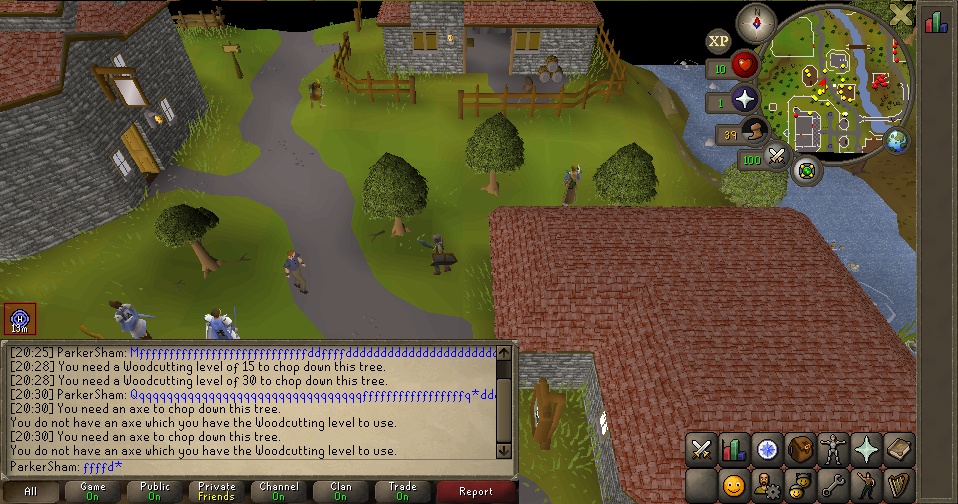 N
XP
10
1
39
100
13m
[20:25] ParkerSham:
[20:28] You need a Woodcutting level of 15 to chop down this tree.
[20:28] You need a Woodcutting level of 30 to chop down this tree.
[20:30] ParkerSham:
[20:30] You need an axe to chop down this tree.
You do not have an axe which you have the Woodcutting level to use.
[20:30] You need an axe to chop down this tree.
You do not have an axe which you have the Woodcutting level to use.
ParkerSham: ffffd*
All Game Public Private Channel Clan Trade Report
On On Friends On On On